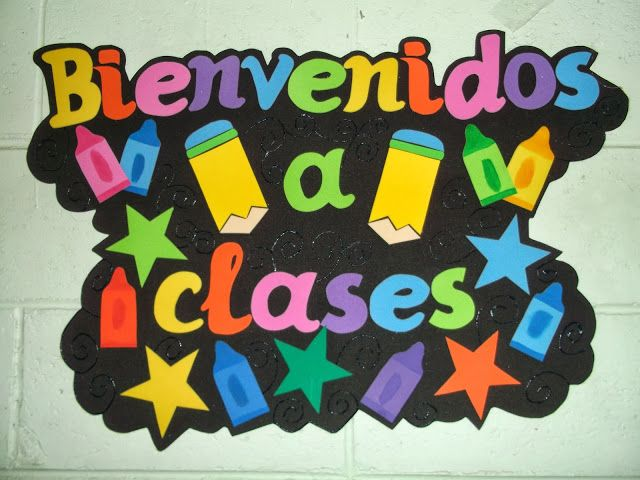 Bienvenidos
a
clases